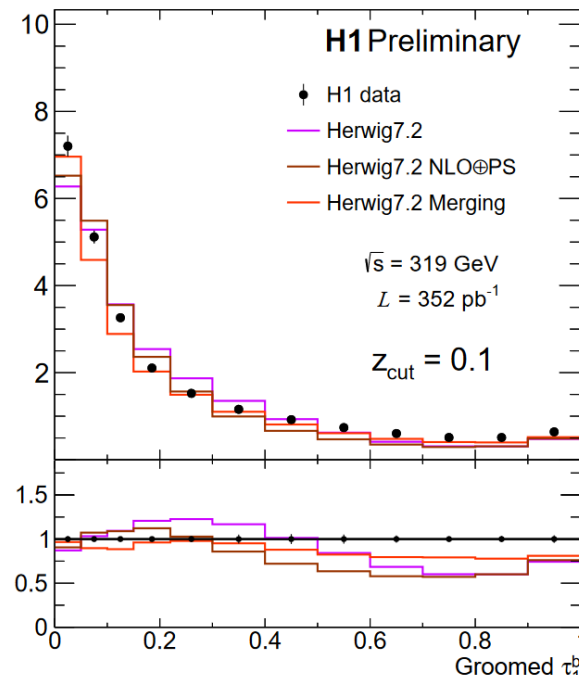 10
H1 Preliminary
8
H1 data
Herwig7.2
6
Herwig7.2 NLO⊕PS
Herwig7.2 Merging
√s = 319 GeV
4
L = 352 pb⁻¹
z_cut = 0.1
2
1.5
1
0.5
0
0 0.2 0.4 0.6 0.8 1
Groomed τ₁ᵇ